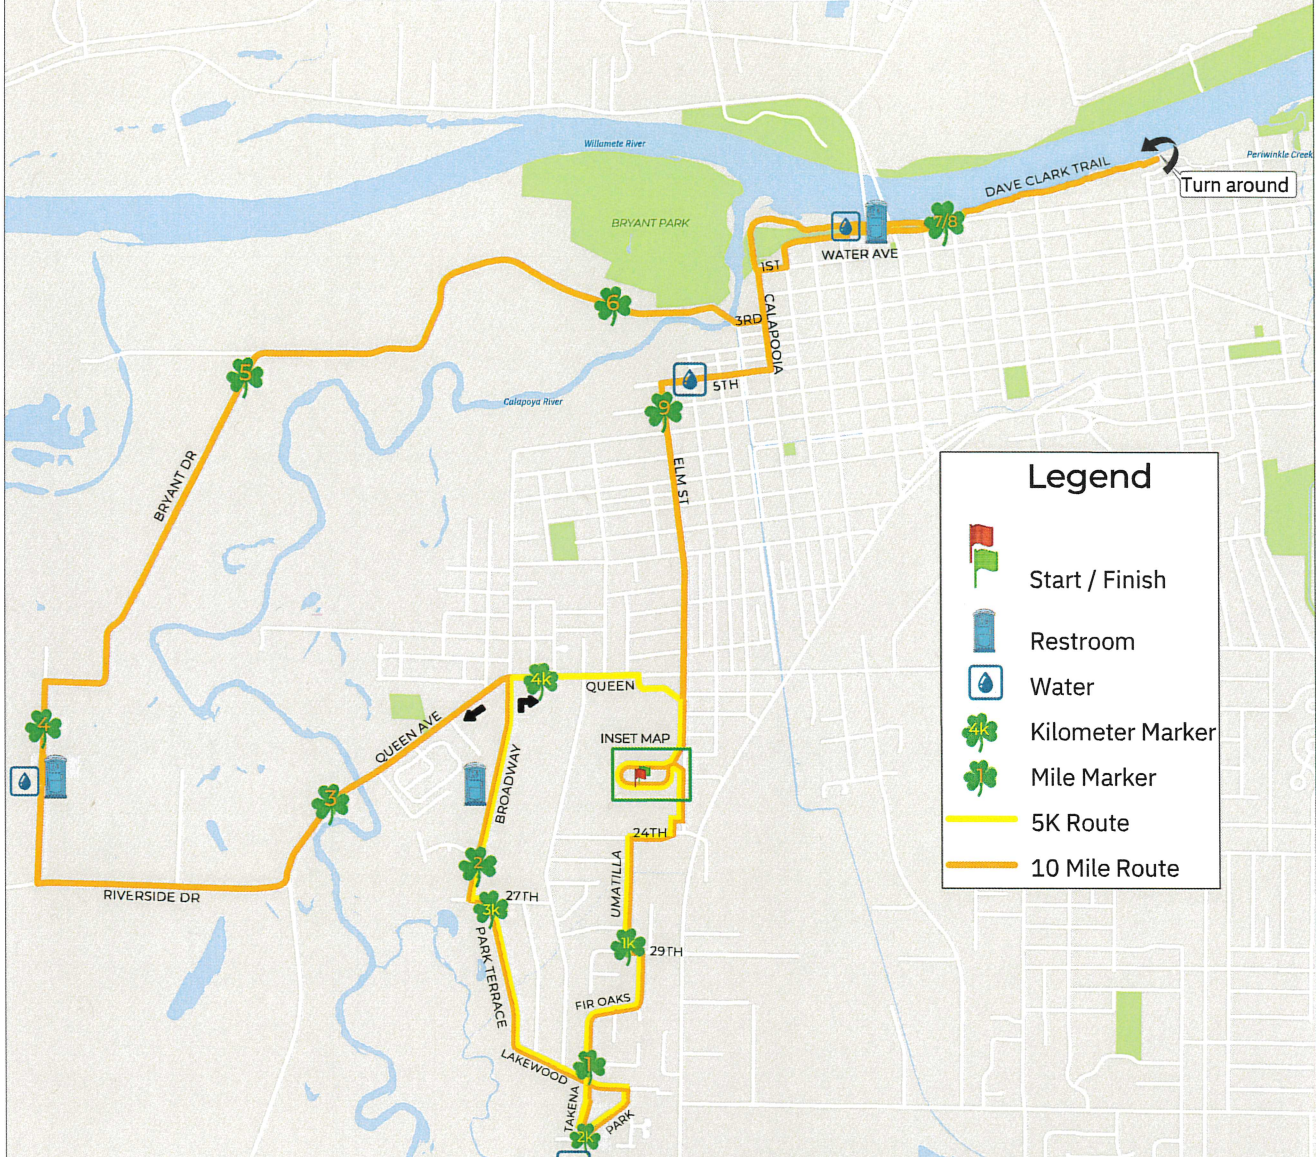 Willamete River
Periwinkle Creek
DAVE CLARK TRAIL
Turn around
BRYANT PARK
7/8
WATER AVE
1ST
6
3RD
CALAPOOIA
5
5TH
Calapoya River
9
BRYANT DR
ELM ST
Legend
Start / Finish
Restroom
Water
4k
Kilometer Marker
1
Mile Marker
5K Route
10 Mile Route
4k
QUEEN
4
QUEEN AVE
INSET MAP
BROADWAY
3
24TH
2
UMATILLA
RIVERSIDE DR
27TH
3k
1k
29TH
PARK TERRACE
FIR OAKS
LAKEWOOD
1
TAKENA
PARK
2k